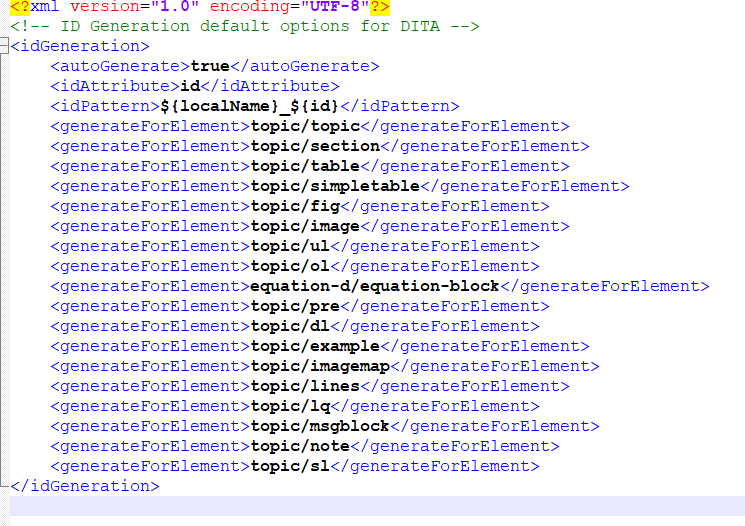 <?xml version="1.0" encoding="UTF-8"?>
<!-- ID Generation default options for DITA -->
<idGeneration>
<autoGenerate>true</autoGenerate>
<idAttribute>id</idAttribute>
<idPattern>${localName}_${id}</idPattern>
<generateForElement>topic/topic</generateForElement>
<generateForElement>topic/section</generateForElement>
<generateForElement>topic/table</generateForElement>
<generateForElement>topic/simpletable</generateForElement>
<generateForElement>topic/fig</generateForElement>
<generateForElement>topic/image</generateForElement>
<generateForElement>topic/ul</generateForElement>
<generateForElement>topic/ol</generateForElement>
<generateForElement>equation-d/equation-block</generateForElement>
<generateForElement>topic/pre</generateForElement>
<generateForElement>topic/dl</generateForElement>
<generateForElement>topic/example</generateForElement>
<generateForElement>topic/imagemap</generateForElement>
<generateForElement>topic/lines</generateForElement>
<generateForElement>topic/lq</generateForElement>
<generateForElement>topic/msgblock</generateForElement>
<generateForElement>topic/note</generateForElement>
<generateForElement>topic/sl</generateForElement>
</idGeneration>